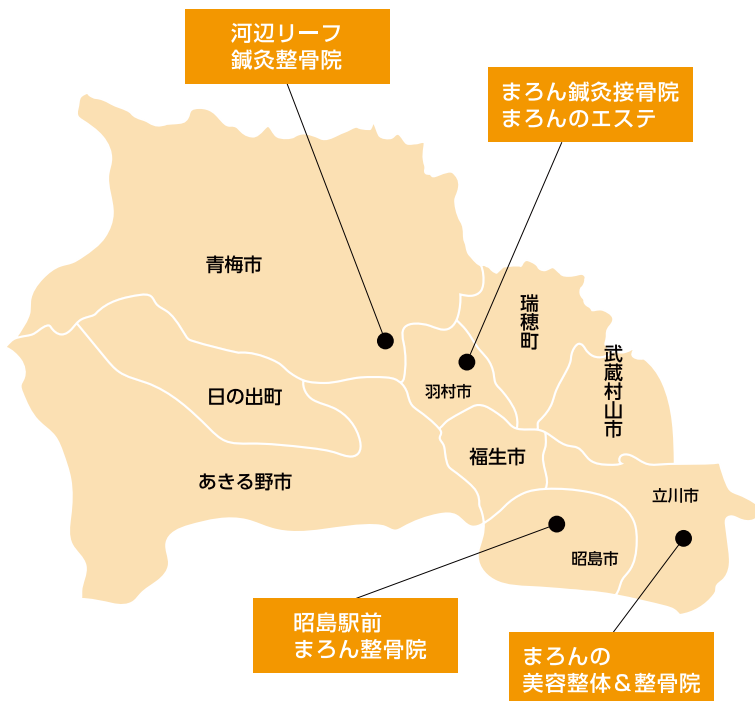 河辺リーフ
鍼灸整骨院
まろん鍼灸接骨院
まろんのエステ
青梅市
瑞穂町
武蔵村山市
羽村市
日の出町
福生市
あきる野市
立川市
昭島市
昭島駅前
まろん整骨院
まろんの
美容整体＆整骨院